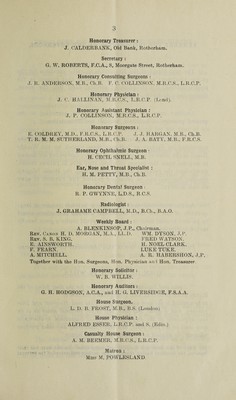 3
Honorary Treasurer :
J. CALDERBANK, Old Bank, Rotherham.
Secretary :
G. W. ROBERTS, F.C.I.A., 8, Moorgate Street, Rotherham.
Honorary Consulting Surgeons :
J. B. ANDERSON, M.B., Ch.B. P. C. COLLINSON, M.R.C.S., L.R.C.P.
Honorary Physician :
J. C. HALLINAN, M.R.C.S., L.R.C.P. (Lond).
Honorary Assistant Physician :
J. P. COLLINSON, M.R.C.S., L.R.C.P.
Honorary Surgeons :
E. COLDREY, M.D., F.R.C.S., L.R.C.P. J. J. HARGAN, M.B., Ch.B.
T. R. M. M. SUTHERLAND, M.B., Ch.B. J. A. BATY, M.B., F.R.C.S.
Honorary Ophthalmic Surgeon :
H. CECIL SNELL, M.B.
Ear, Nose and Throat Specialist :
H. M. PETTY, M.B., Ch.B.
Honorary Dental Surgeon :
R. P. GWYNNE, L.D.S., R.C.S.
Radiologist :
J. GRAHAME CAMPBELL, M.D., B.Ch., B.A.O.
Weekly Board :
A. BLENKINSOP, J.P., Chairman.
Rev. Canon H. D. MORGAN, M.A., LL.D. WM. DYSON, J.P.
Rev. S. B. KING. FRED WATSON.
E. AINSWORTH. H. NOEL-CLARK.
F. FEARN. LUKE TUKE.
A. MITCHELL. A. R. HABERSHON, J.P.
Together with the Hon. Surgeons, Hon. Physician and Hon. Treasurer
Honorary Solicitor :
W. B. WILLIS.
Honorary Auditors :
G. H. HODGSON, A.C.A., and H. G. LIVERSIDGE, F.S.A.A.
House Surgeon.
L. D. B. FROST, M.B., B.S. (London)
House Physician :
ALFRED ESSER, L.R.C.P. and S. (Edin.)
Casualty House Surgeon :
A. M. BEEMER, M.R.C.S., L.R.C.P.
Matron :
Miss M. POWLESLAND.